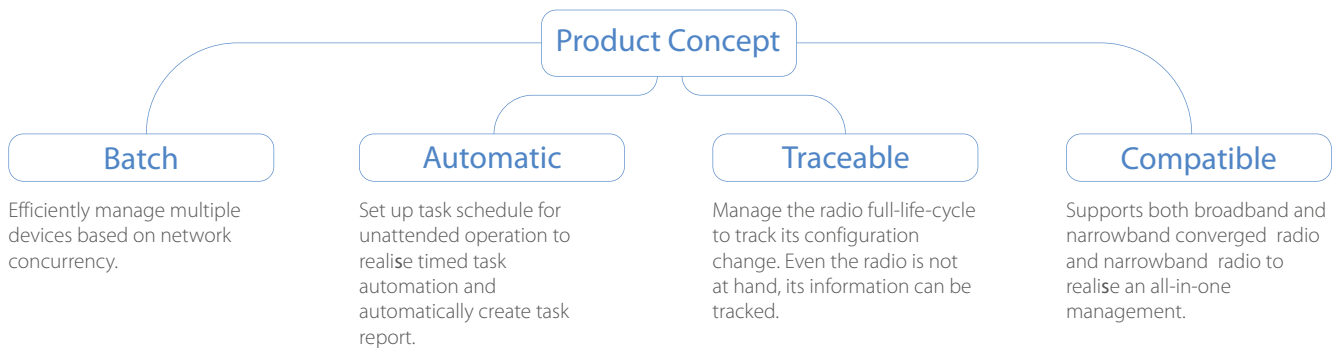 Product Concept
Batch
Efficiently manage multiple
devices based on network
concurrency.
Automatic
Set up task schedule for
unattended operation to
realise timed task
automation and
automatically create task
report.
Traceable
Manage the radio full-life-cycle
to track its configuration
change. Even the radio is not
at hand, its information can be
tracked.
Compatible
Supports both broadband and
narrowband converged radio
and narrowband radio to
realise an all-in-one
management.